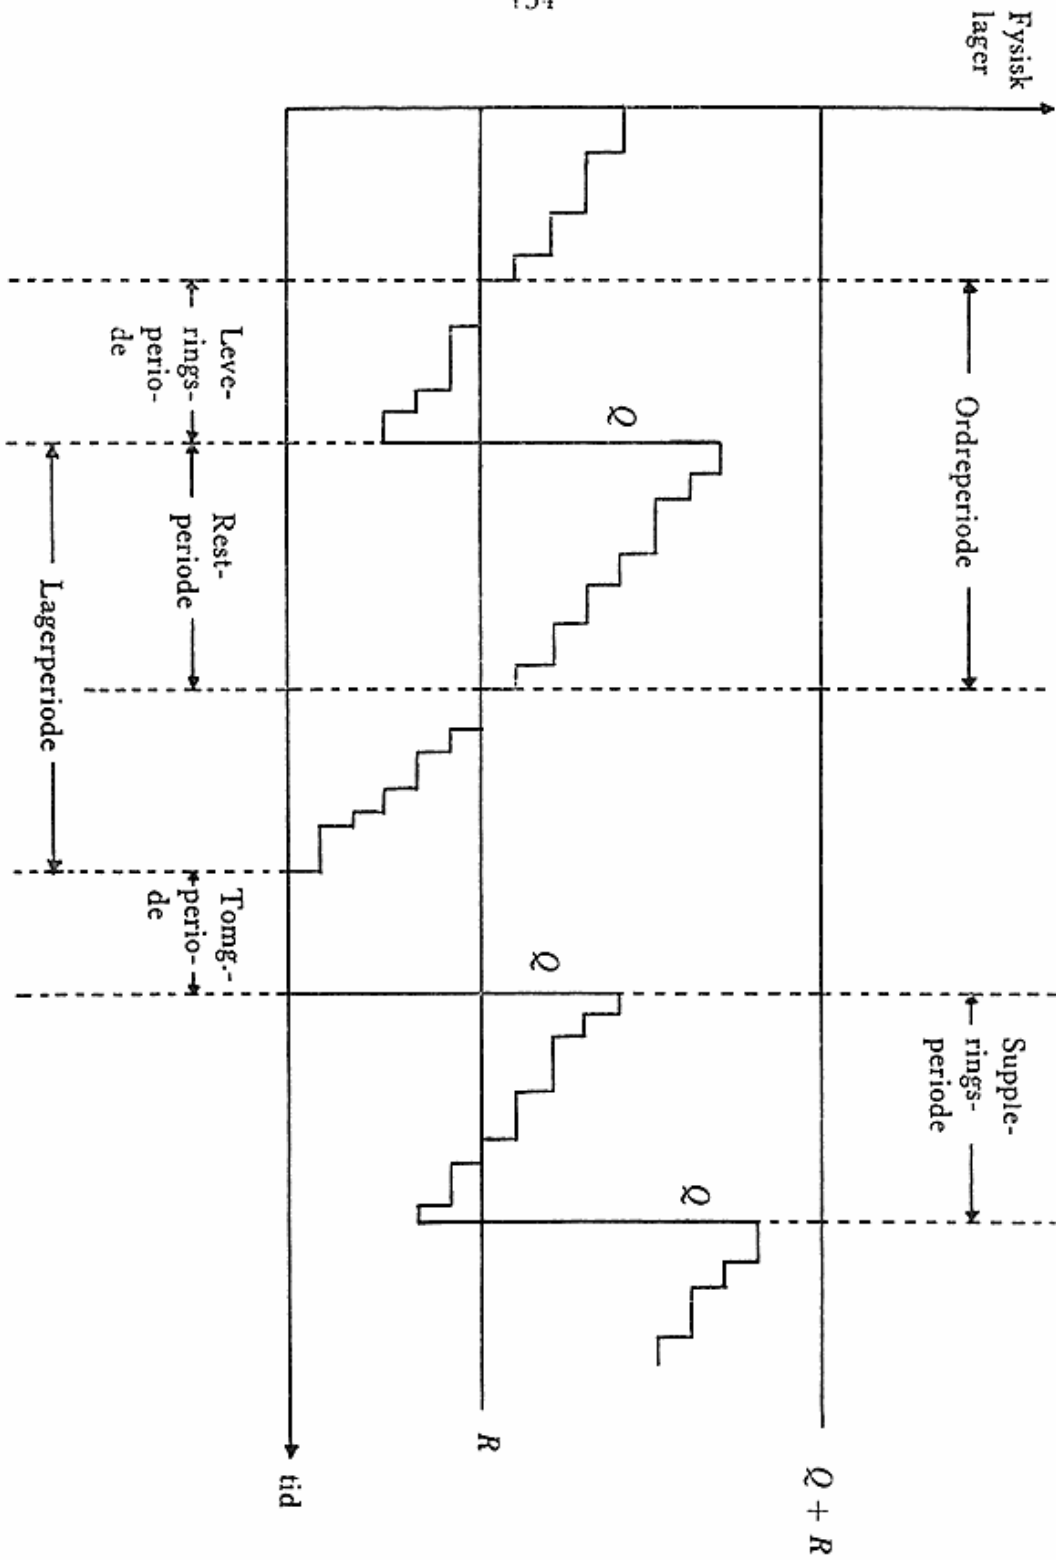 Fysisk
lager
Ordreperiode
Supple-
rings-
periode
Q + R
Q
Q
Q
R
tid
Leve-
rings-
perio-
de
Rest-
periode
Tomg.-
perio-
de
Lagerperiode